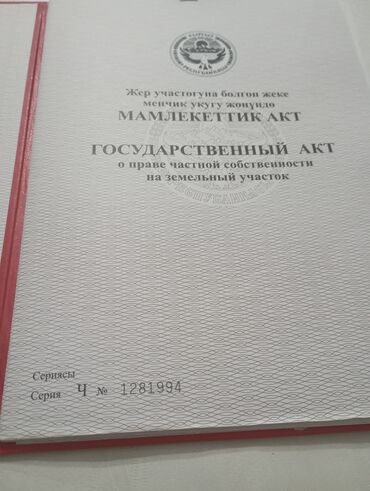 Жер участогуна болгон жеке
менчик укугу жөнүндө
МАМЛЕКЕТТИК АКТ
ГОСУДАРСТВЕННЫЙ АКТ
о праве частной собственности
на земельный участок
Сериясы
Серия Ч № 1281994